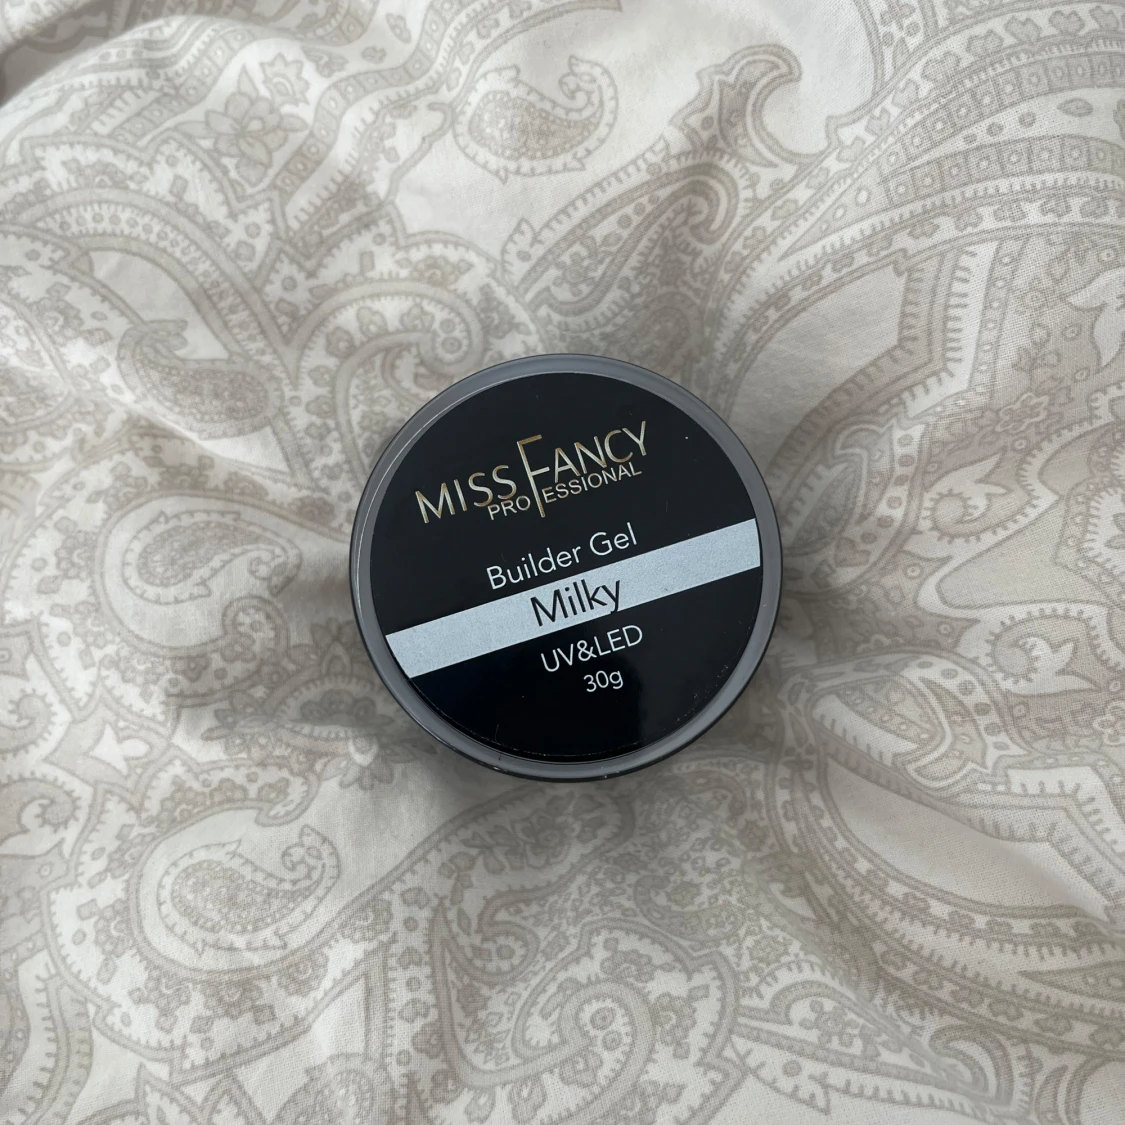 MISS FANCY
PROFESSIONAL
Builder Gel
Milky
UV&LED
30g